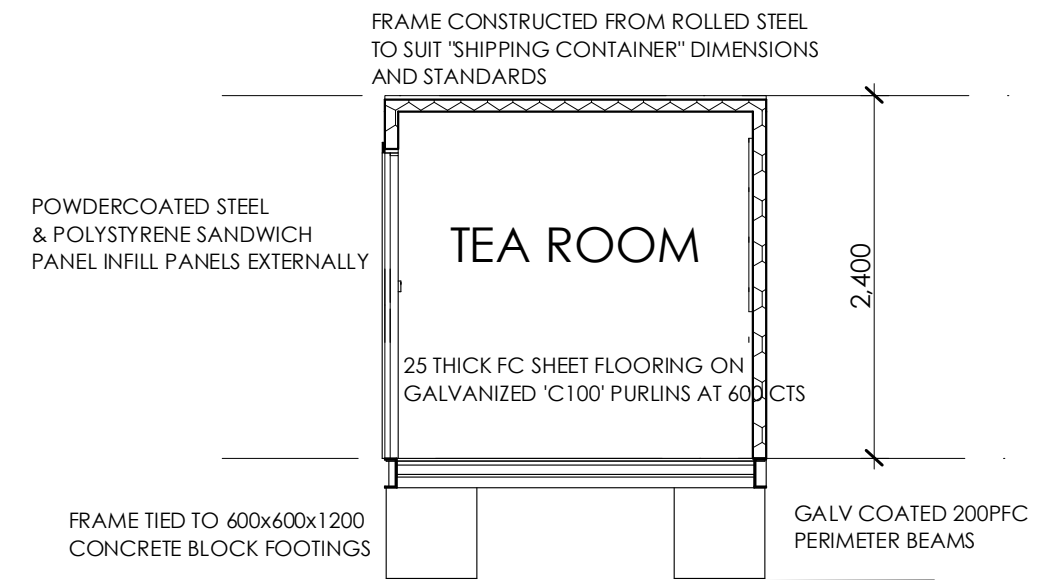 FRAME CONSTRUCTED FROM ROLLED STEEL
TO SUIT "SHIPPING CONTAINER" DIMENSIONS
AND STANDARDS
POWDERCOATED STEEL
& POLYSTYRENE SANDWICH
PANEL INFILL PANELS EXTERNALLY
TEA ROOM
2,400
25 THICK FC SHEET FLOORING ON
GALVANIZED 'C100' PURLINS AT 600 CTS
FRAME TIED TO 600x600x1200
CONCRETE BLOCK FOOTINGS
GALV COATED 200PFC
PERIMETER BEAMS